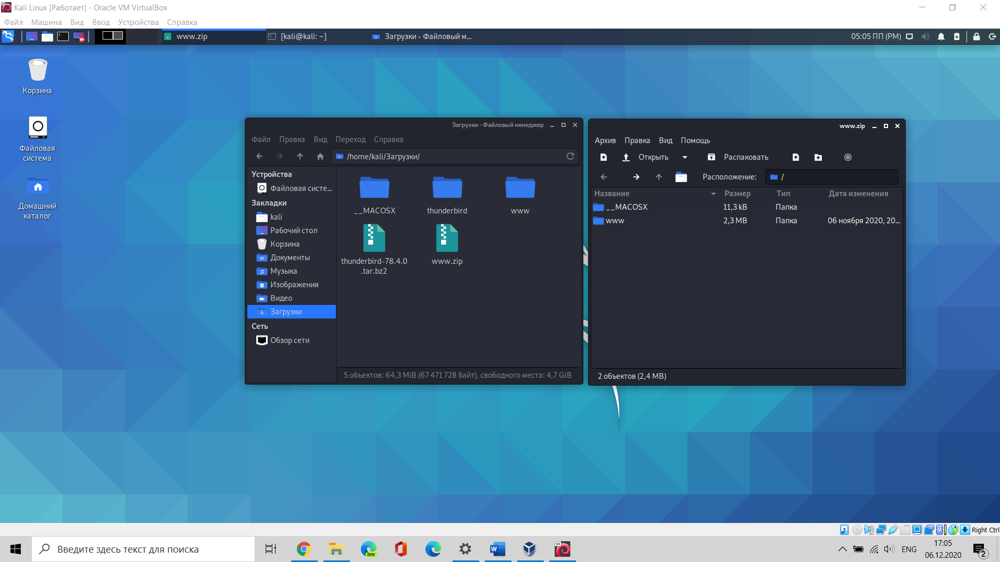 Kali Linux [Работает] - Oracle VM VirtualBox
Файл Машина Вид Ввод Устройства Справка
www.zip [kali@kali: ~] Загрузки - Файловый м... 05:05 ПП (PM)
Корзина
Файловая
система
Домашний
каталог
Загрузки - Файловый менеджер
Файл Правка Вид Переход Справка
/home/kali/Загрузки/
Устройства
Файловая систе...
Закладки
kali
Рабочий стол
Корзина
Документы
Музыка
Изображения
Видео
Загрузки
Сеть
Обзор сети
__MACOSX thunderbird www
thunderbird-78.4.0
.tar.bz2
www.zip
5 объектов: 64,3 MiB (67 471 728 байт), свободного места: 4,7 GiB
www.zip
Архив Правка Вид Помощь
Открыть Распаковать
Расположение: /
Название Размер Тип Дата изменения
__MACOSX 11,3 kB Папка
www 2,3 MB Папка 06 ноября 2020, 20...
2 объектов (2,4 MB)
Right Ctrl
Введите здесь текст для поиска
DEV
64
ENG
17:05
06.12.2020
2